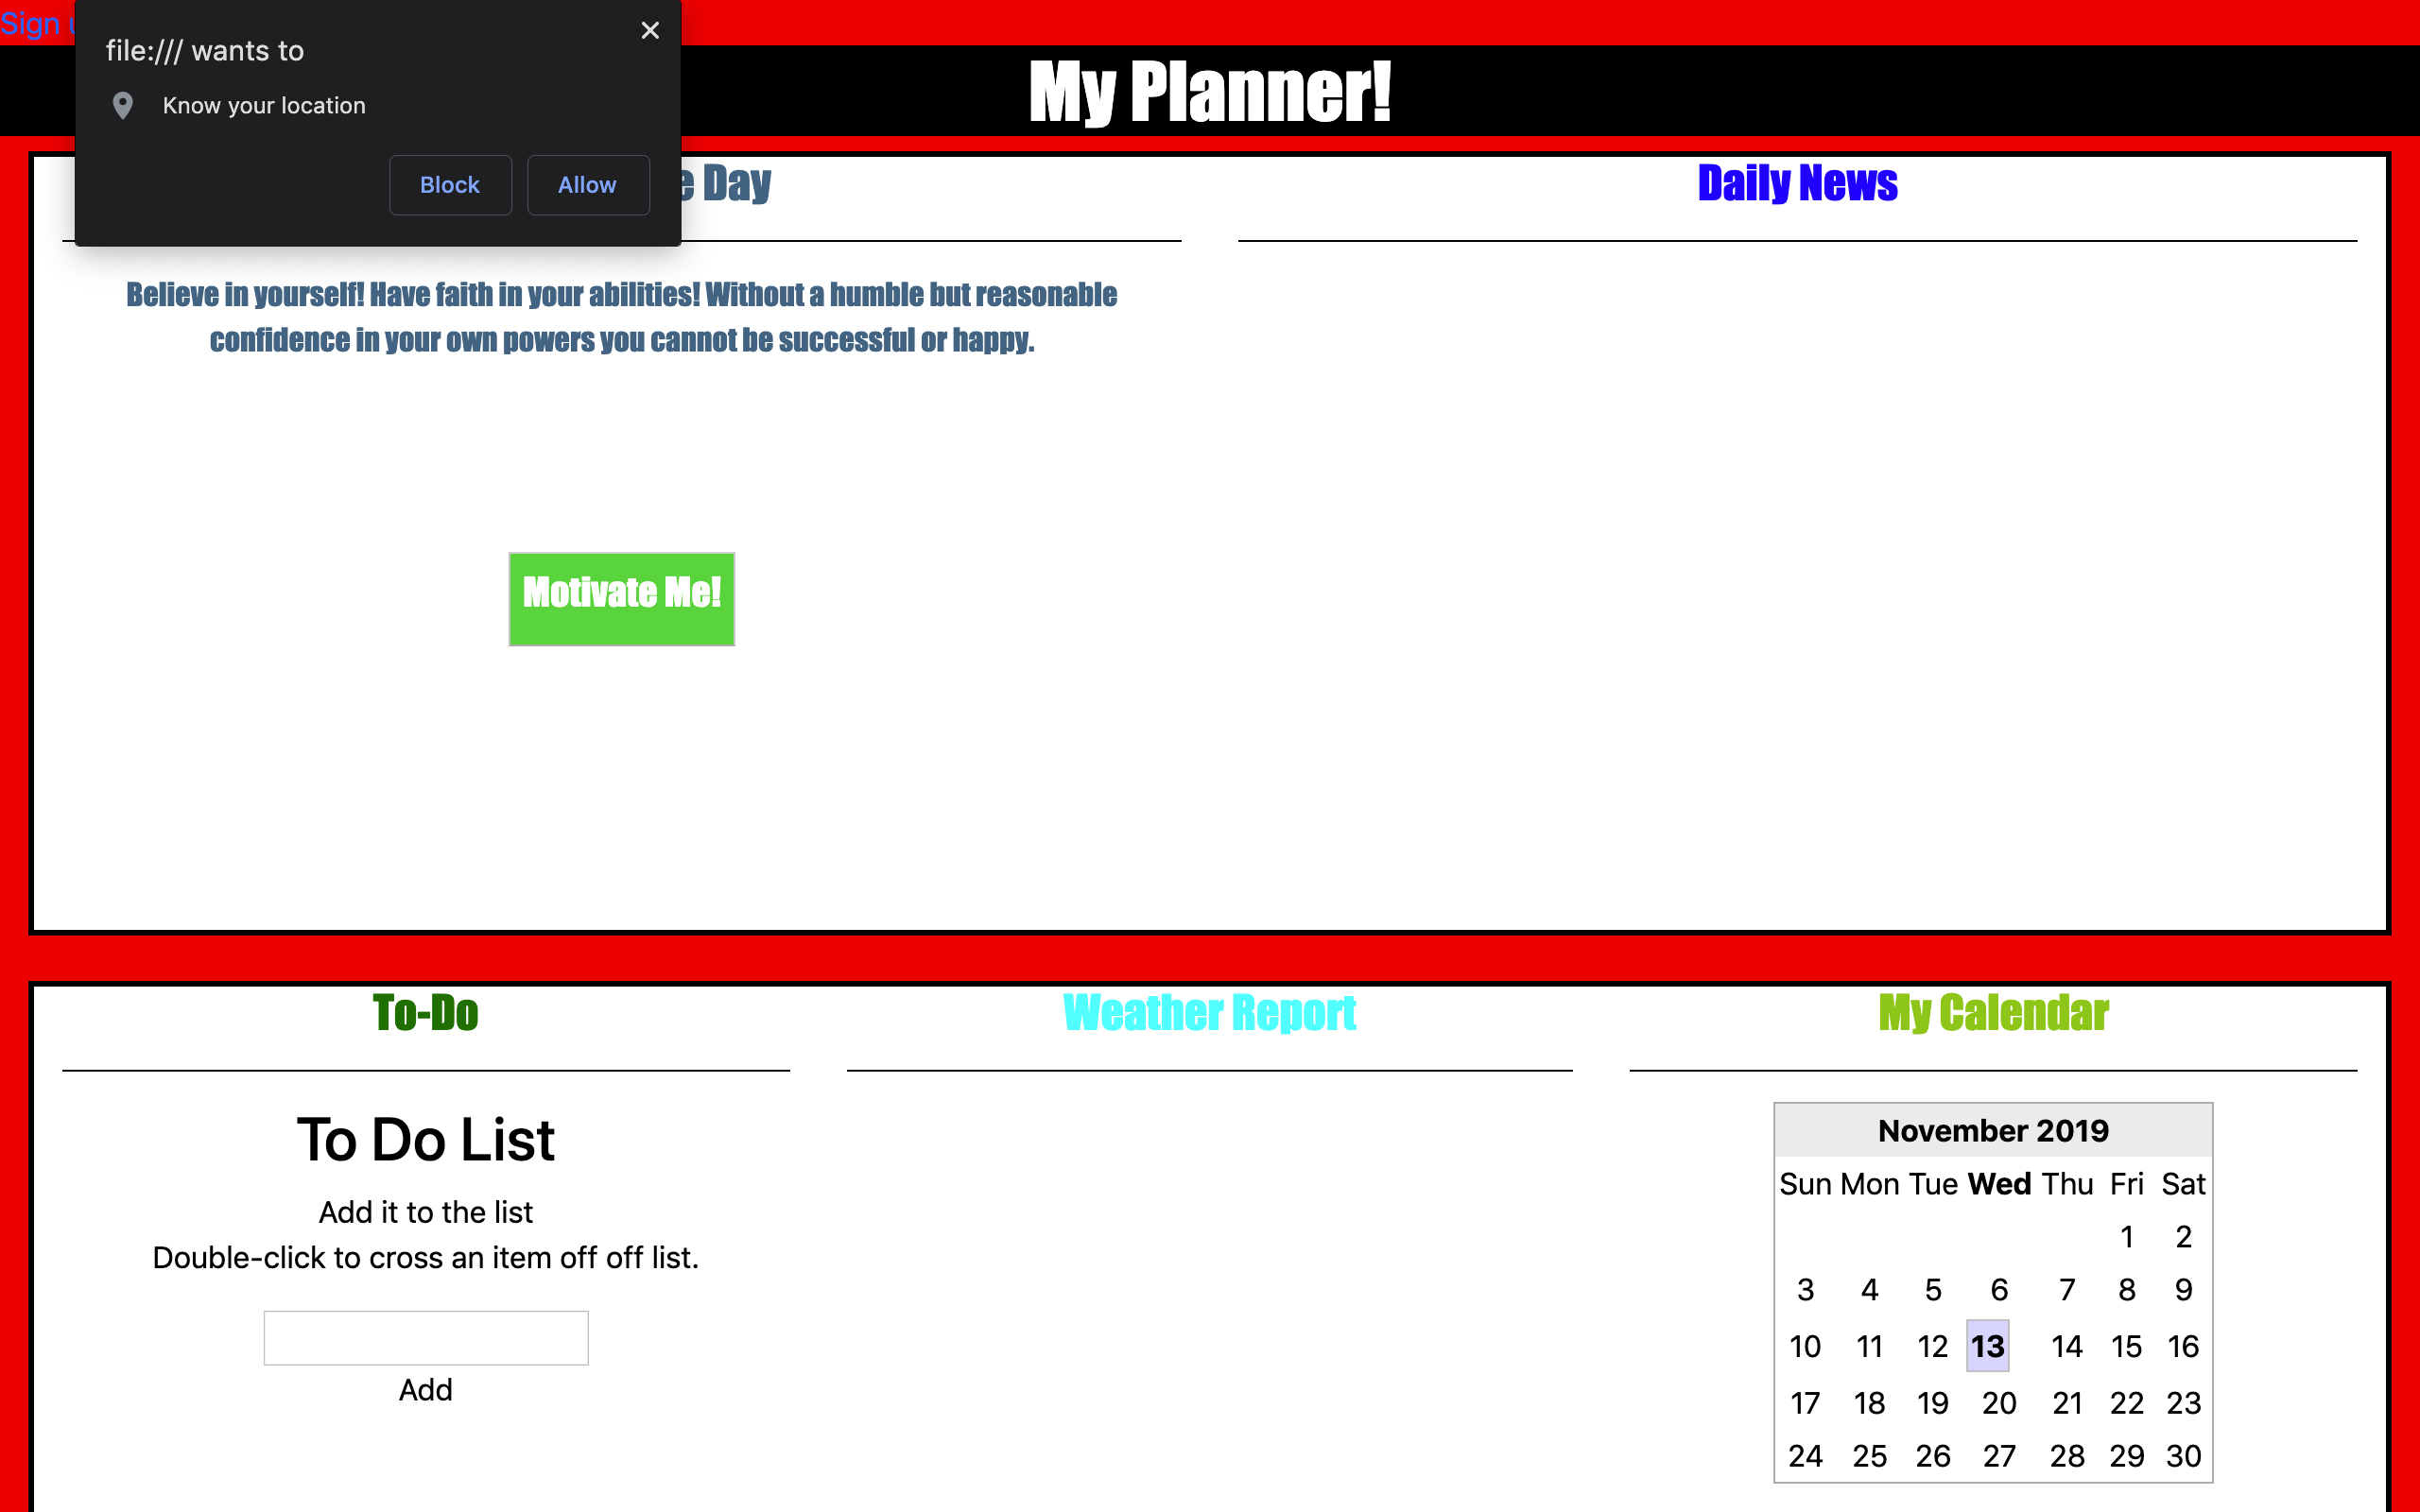 Sign
file:/// wants to
Know your location
Block Allow
My Planner!
Day
Daily News
Believe in yourself! Have faith in your abilities! Without a humble but reasonable
confidence in your own powers you cannot be successful or happy.
Motivate Me!
To-Do
Weather Report
My Calendar
To Do List
Add it to the list
Double-click to cross an item off off list.
Add
November 2019
Sun Mon Tue Wed Thu Fri Sat
1 2
3 4 5 6 7 8 9
10 11 12 13 14 15 16
17 18 19 20 21 22 23
24 25 26 27 28 29 30